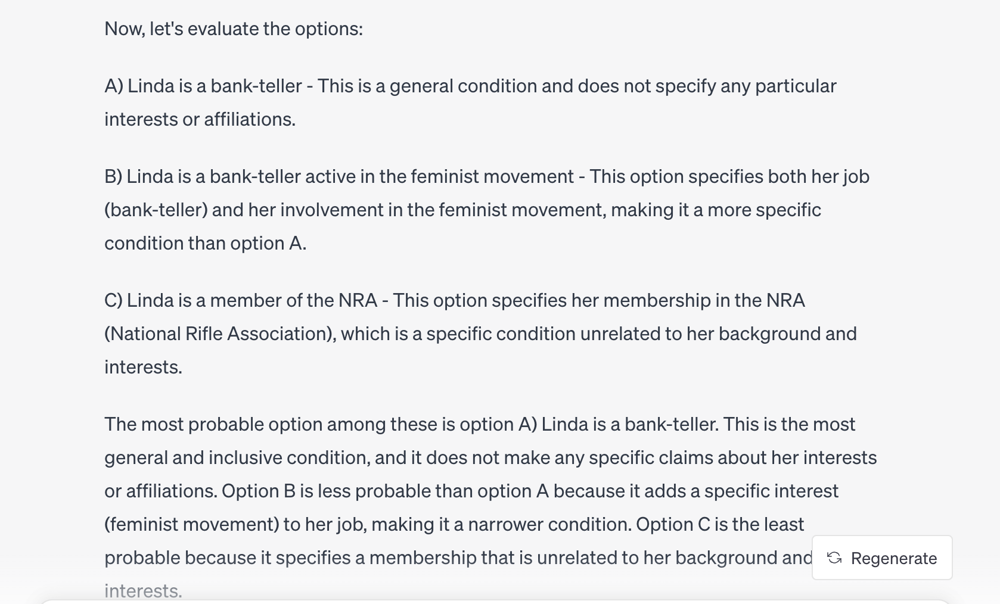 Now, let's evaluate the options:
A) Linda is a bank-teller - This is a general condition and does not specify any particular
interests or affiliations.
B) Linda is a bank-teller active in the feminist movement - This option specifies both her job
(bank-teller) and her involvement in the feminist movement, making it a more specific
condition than option A.
C) Linda is a member of the NRA - This option specifies her membership in the NRA
(National Rifle Association), which is a specific condition unrelated to her background and
interests.
The most probable option among these is option A) Linda is a bank-teller. This is the most
general and inclusive condition, and it does not make any specific claims about her interests
or affiliations. Option B is less probable than option A because it adds a specific interest
(feminist movement) to her job, making it a narrower condition. Option C is the least
probable because it specifies a membership that is unrelated to her background and
Regenerate
interests.